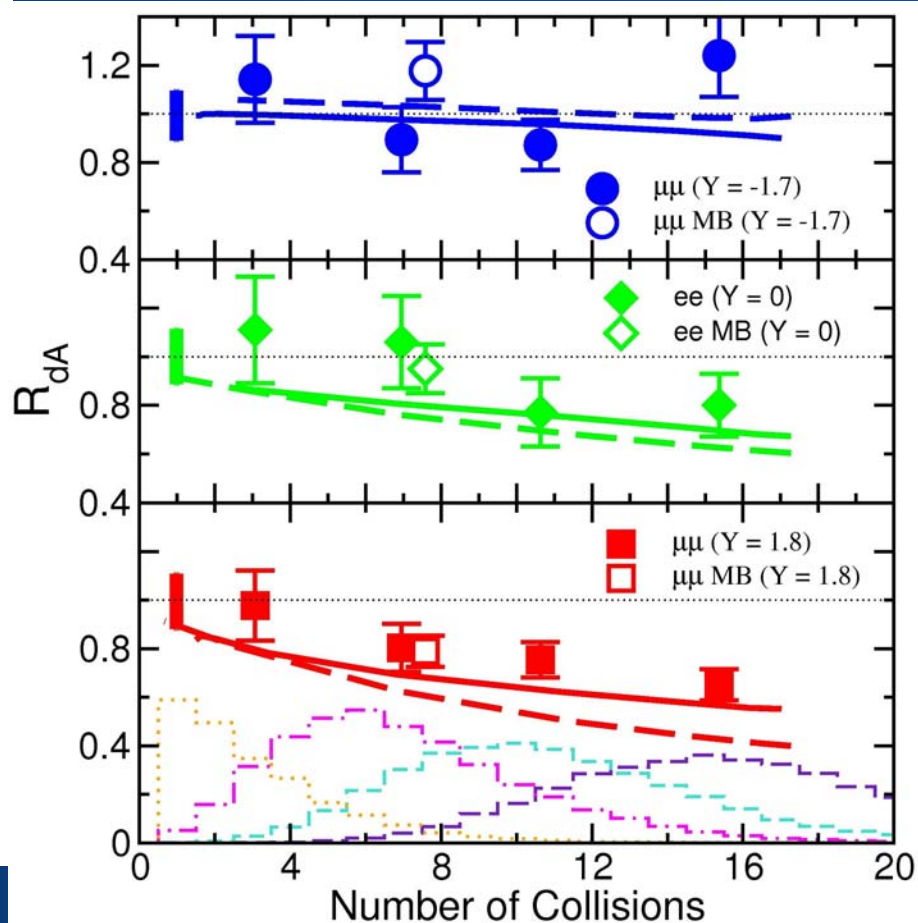 1.2
0.8
0.4
μμ (Y = -1.7)
μμ MB (Y = -1.7)
ee (Y = 0)
ee MB (Y = 0)
0.8
0.4
R_dA
μμ (Y = 1.8)
μμ MB (Y = 1.8)
0.8
0.4
0
0 4 8 12 16 20
Number of Collisions